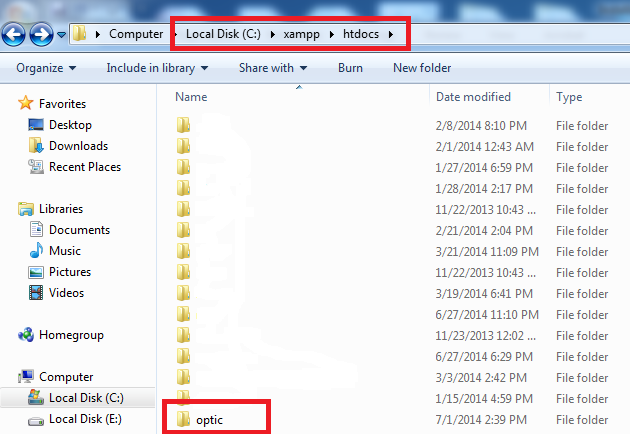 Computer Local Disk (C:) xampp htdocs
Organize Include in library Share with Burn New folder
Name Date modified Type
Favorites
Desktop
Downloads
Recent Places
Libraries
Documents
Music
Pictures
Videos
Homegroup
Computer
Local Disk (C:)
Local Disk (E:)
2/8/2014 8:10 PM File folder
2/1/2014 12:43 AM File folder
1/27/2014 6:59 PM File folder
1/28/2014 2:17 PM File folder
11/22/2013 10:43 ... File folder
2/21/2014 2:04 PM File folder
3/21/2014 11:09 PM File folder
11/22/2013 10:43 ... File folder
3/19/2014 6:41 PM File folder
6/27/2014 11:10 PM File folder
11/23/2013 12:02 ... File folder
6/27/2014 6:29 PM File folder
3/3/2014 2:42 PM File folder
1/15/2014 4:59 PM File folder
optic 7/1/2014 2:39 PM File folder